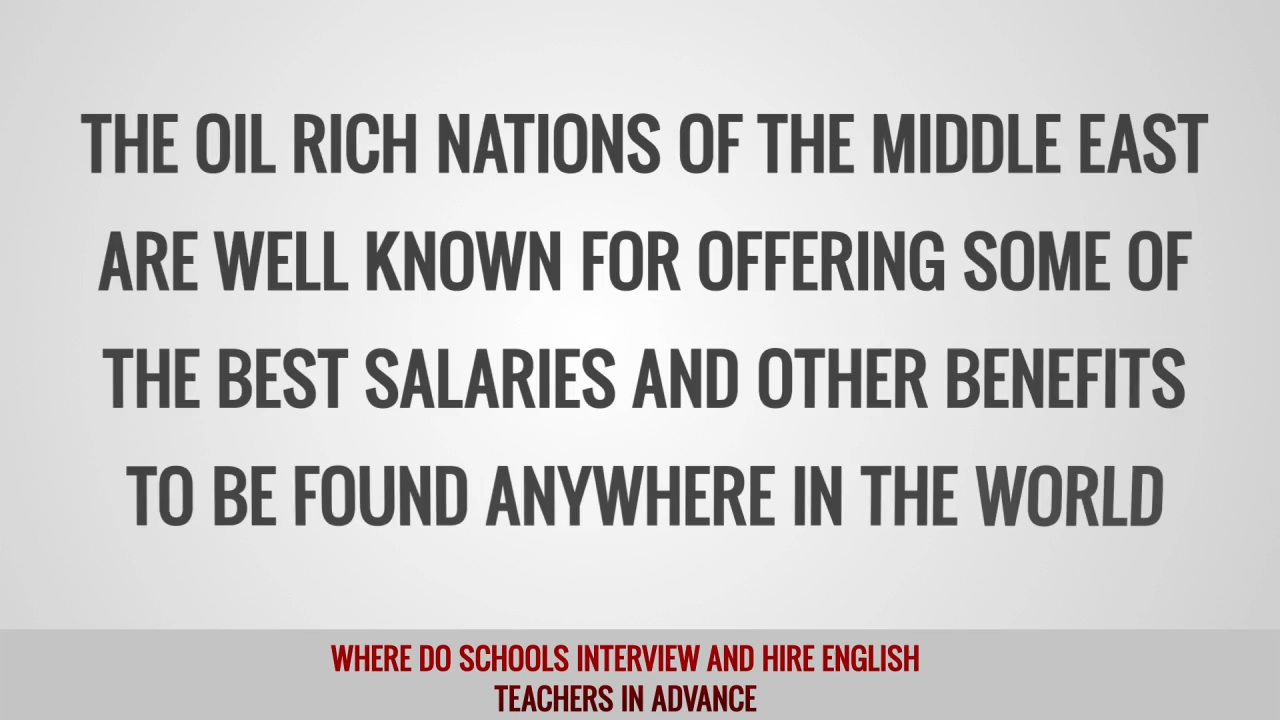 THE OIL RICH NATIONS OF THE MIDDLE EAST
ARE WELL KNOWN FOR OFFERING SOME OF
THE BEST SALARIES AND OTHER BENEFITS
TO BE FOUND ANYWHERE IN THE WORLD
WHERE DO SCHOOLS INTERVIEW AND HIRE ENGLISH
TEACHERS IN ADVANCE